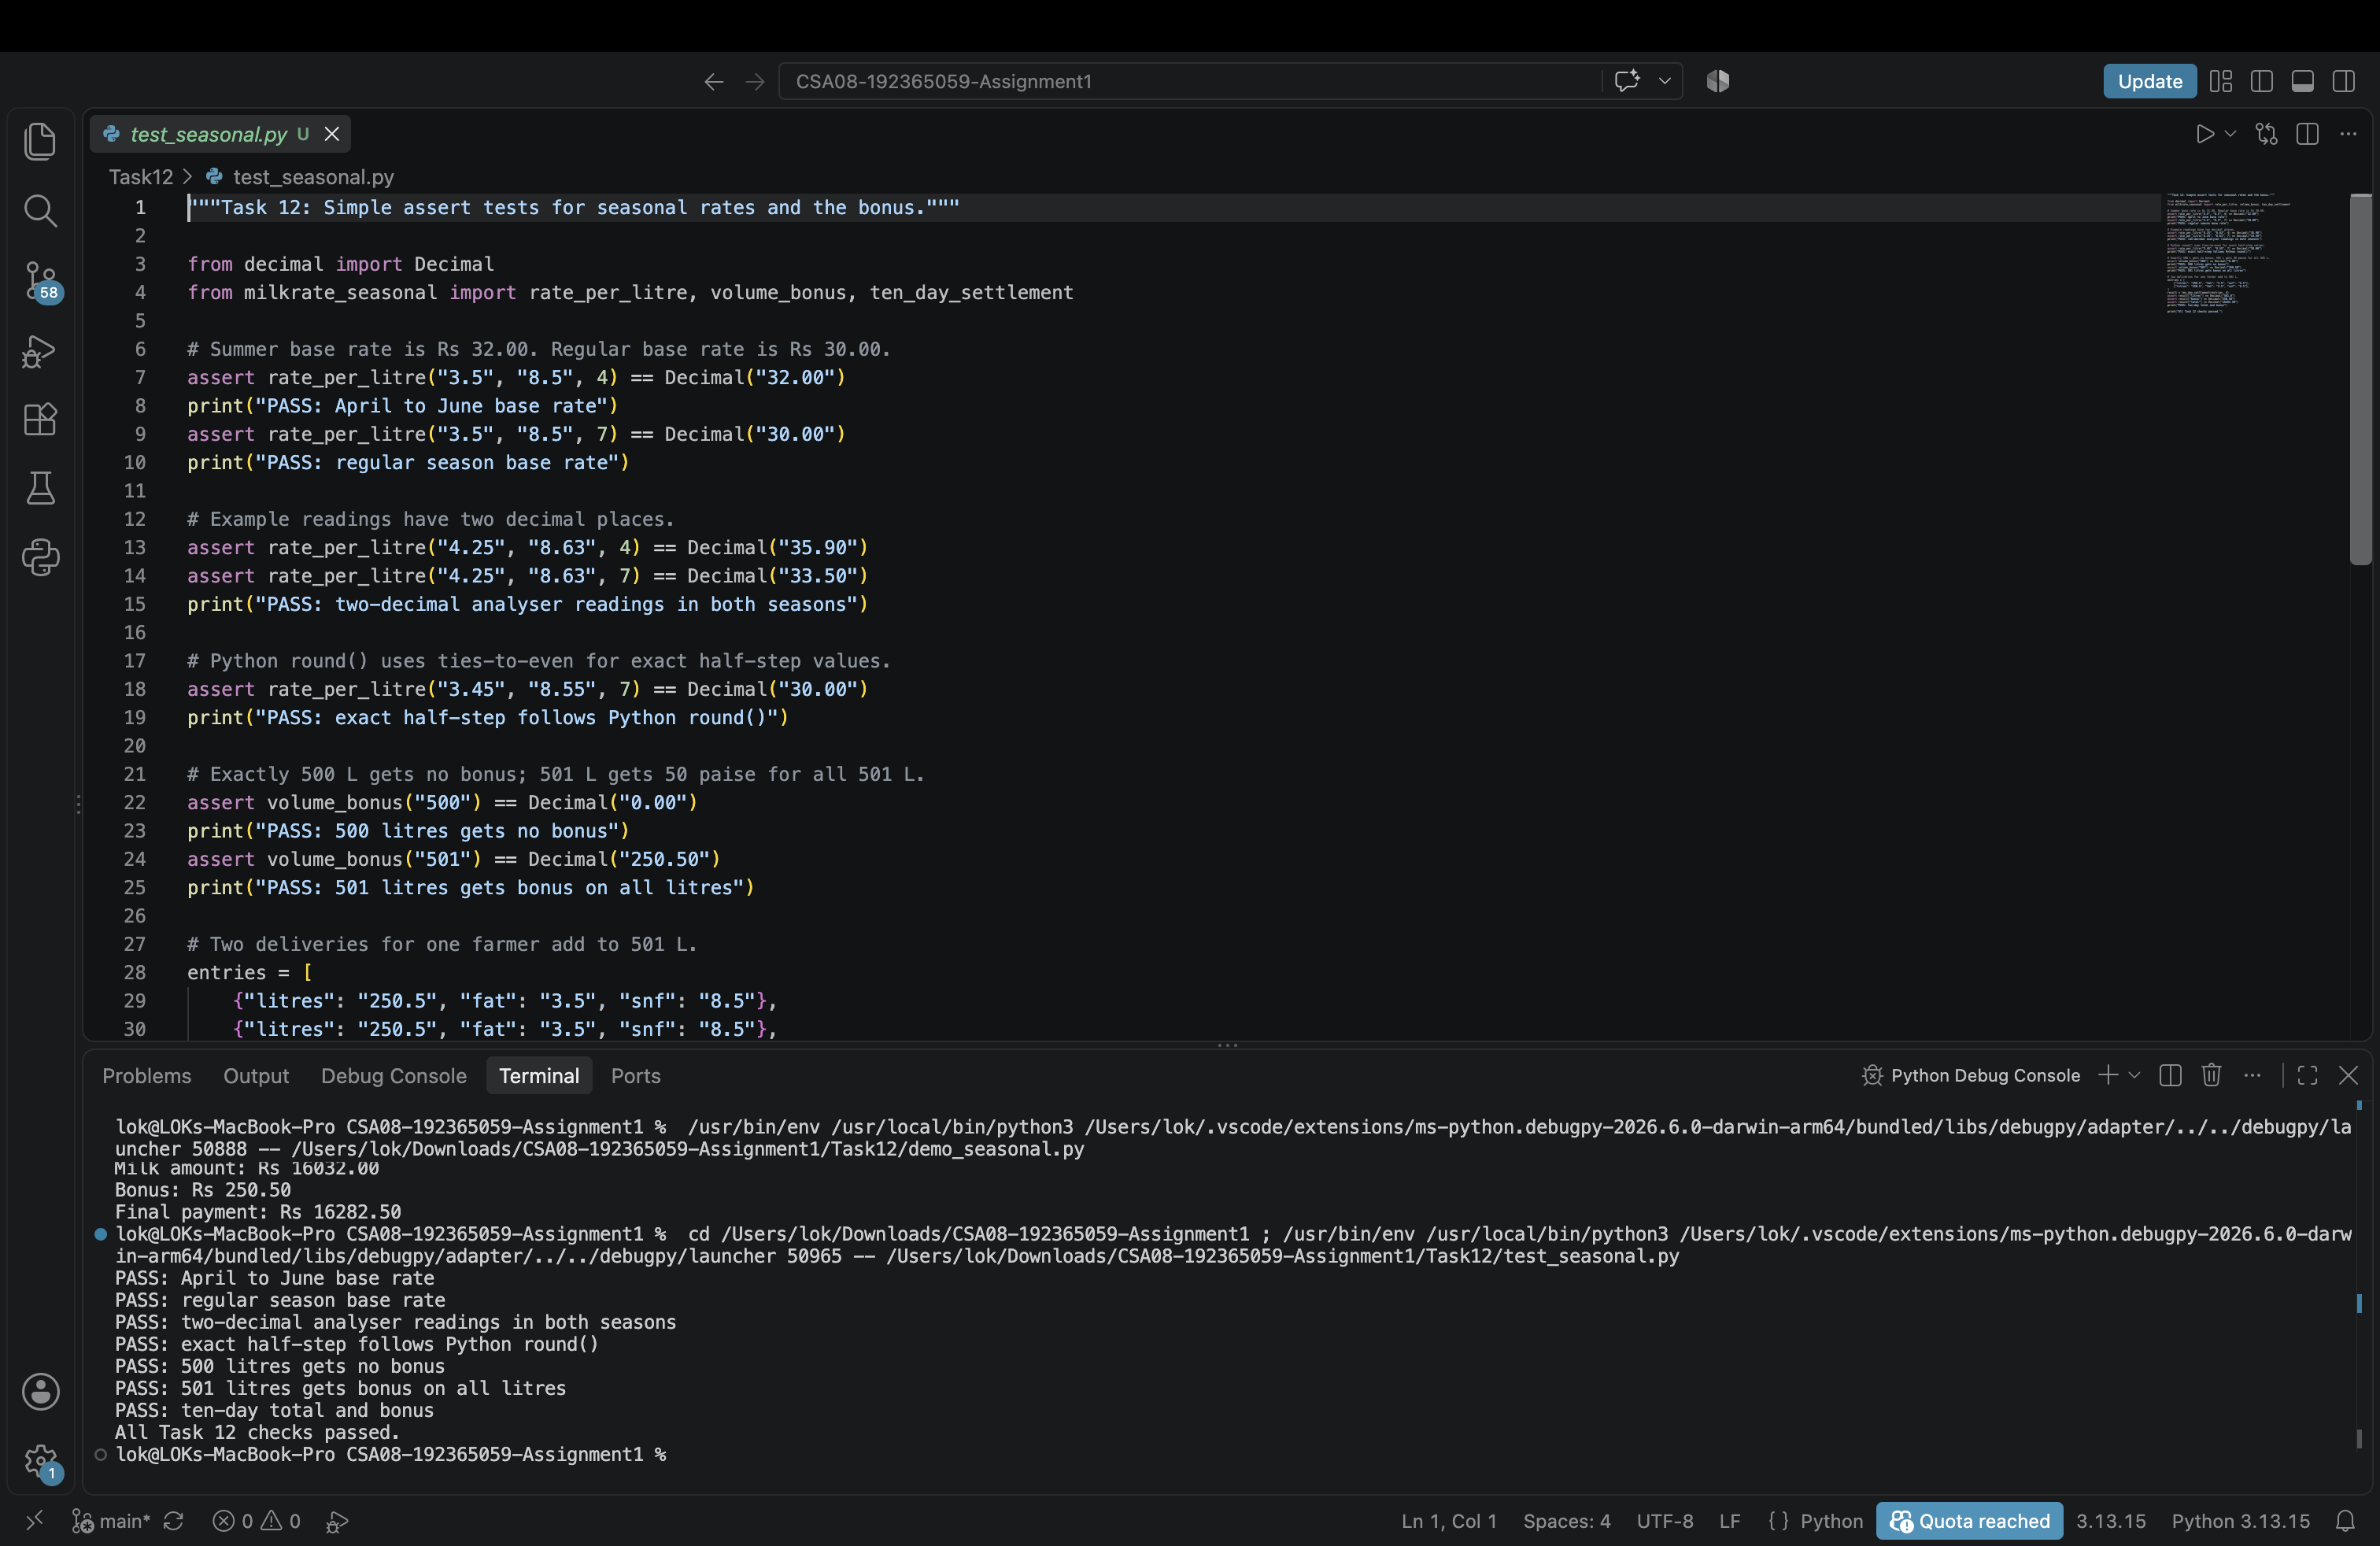 CSA08-192365059-Assignment1
Update
test_seasonal.py U
Task12 > test_seasonal.py
58
1 """Task 12: Simple assert tests for seasonal rates and the bonus."""
2
3 from decimal import Decimal
4 from milkrate_seasonal import rate_per_litre, volume_bonus, ten_day_settlement
5
6 # Summer base rate is Rs 32.00. Regular base rate is Rs 30.00.
7 assert rate_per_litre("3.5", "8.5", 4) == Decimal("32.00")
8 print("PASS: April to June base rate")
9 assert rate_per_litre("3.5", "8.5", 7) == Decimal("30.00")
10 print("PASS: regular season base rate")
11
12 # Example readings have two decimal places.
13 assert rate_per_litre("4.25", "8.63", 4) == Decimal("35.90")
14 assert rate_per_litre("4.25", "8.63", 7) == Decimal("33.50")
15 print("PASS: two-decimal analyser readings in both seasons")
16
17 # Python round() uses ties-to-even for exact half-step values.
18 assert rate_per_litre("3.45", "8.55", 7) == Decimal("30.00")
19 print("PASS: exact half-step follows Python round()")
20
21 # Exactly 500 L gets no bonus; 501 L gets 50 paise for all 501 L.
22 assert volume_bonus("500") == Decimal("0.00")
23 print("PASS: 500 litres gets no bonus")
24 assert volume_bonus("501") == Decimal("250.50")
25 print("PASS: 501 litres gets bonus on all litres")
26
27 # Two deliveries for one farmer add to 501 L.
28 entries = [
29 {"litres": "250.5", "fat": "3.5", "snf": "8.5"},
30 {"litres": "250.5", "fat": "3.5", "snf": "8.5"},
Problems Output Debug Console Terminal Ports Python Debug Console
lok@LOKs-MacBook-Pro CSA08-192365059-Assignment1 % /usr/bin/env /usr/local/bin/python3 /Users/lok/.vscode/extensions/ms-python.debugpy-2026.6.0-darwin-arm64/bundled/libs/debugpy/adapter/../../debugpy/la
uncher 50888 -- /Users/lok/Downloads/CSA08-192365059-Assignment1/Task12/demo_seasonal.py
Milk amount: Rs 16032.00
Bonus: Rs 250.50
Final payment: Rs 16282.50
lok@LOKs-MacBook-Pro CSA08-192365059-Assignment1 % cd /Users/lok/Downloads/CSA08-192365059-Assignment1 ; /usr/bin/env /usr/local/bin/python3 /Users/lok/.vscode/extensions/ms-python.debugpy-2026.6.0-darw
in-arm64/bundled/libs/debugpy/adapter/../../debugpy/launcher 50965 -- /Users/lok/Downloads/CSA08-192365059-Assignment1/Task12/test_seasonal.py
PASS: April to June base rate
PASS: regular season base rate
PASS: two-decimal analyser readings in both seasons
PASS: exact half-step follows Python round()
PASS: 500 litres gets no bonus
PASS: 501 litres gets bonus on all litres
PASS: ten-day total and bonus
All Task 12 checks passed.
lok@LOKs-MacBook-Pro CSA08-192365059-Assignment1 %
1
main* 0 0 Ln 1, Col 1 Spaces: 4 UTF-8 LF {} Python Quota reached 3.13.15 Python 3.13.15